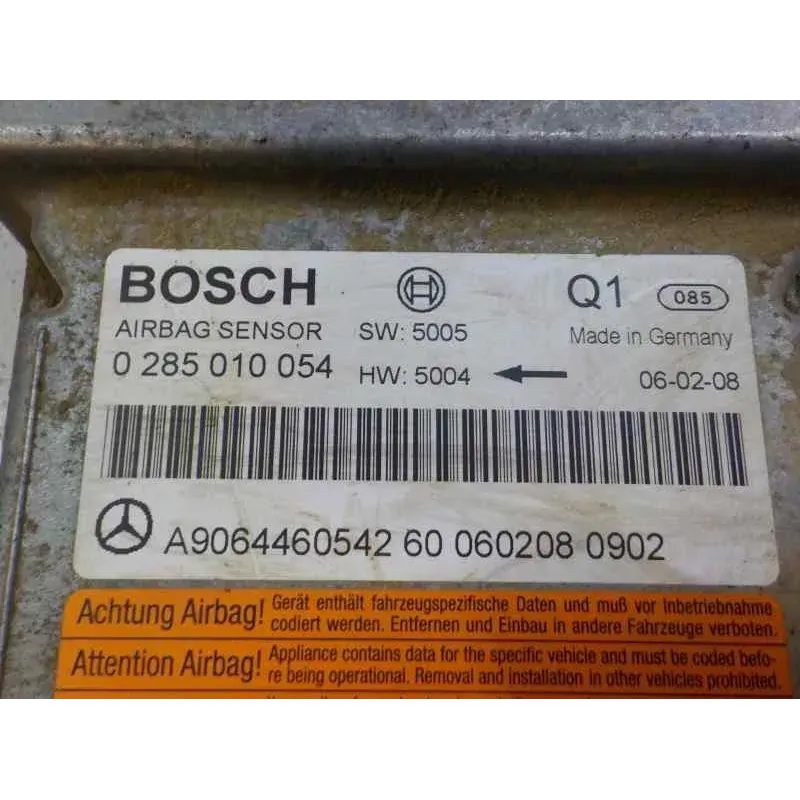 BOSCH
Q1
085
AIRBAG SENSOR
SW: 5005
Made in Germany
0 285 010 054
HW: 5004
06-02-08
A9064460542 60 060208 0902
Achtung Airbag! Gerät enthält fahrzeugspezifische Daten und muß vor Inbetriebnahme
codiert werden. Entfernen und Einbau in andere Fahrzeuge verboten.
Attention Airbag! Appliance contains data for the specific vehicle and must be coded befo-
re being operational. Removal and installation in other vehicles prohibited.